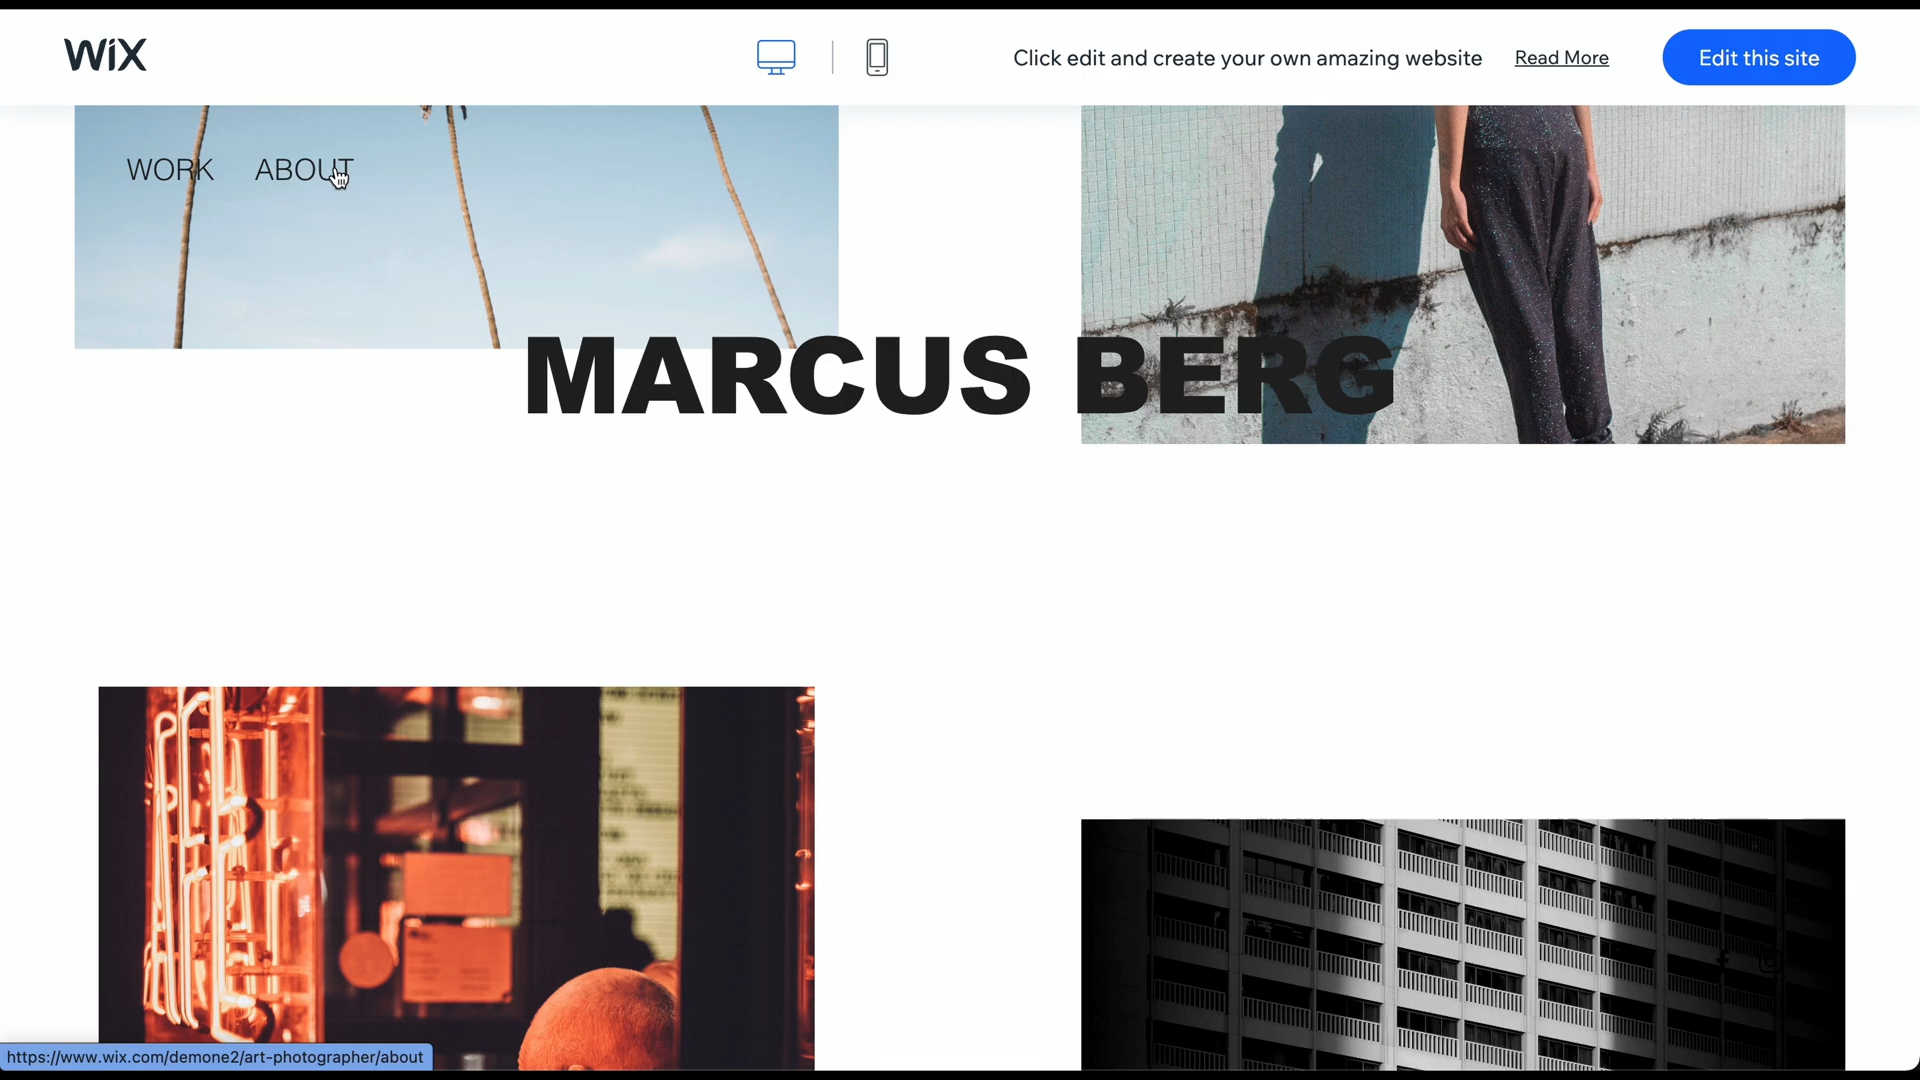 WiX
Click edit and create your own amazing website Read More
Edit this site
WORK ABOUT
MARCUS BERG
https://www.wix.com/demone2/art-photographer/about